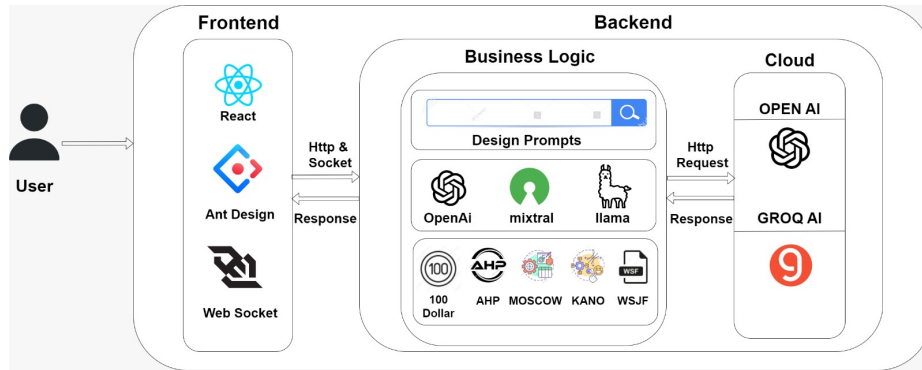 Frontend
Backend
Business Logic
Cloud
React
Ant Design
Web Socket
User
Http &
Socket
Response
Design Prompts
OpenAi
mixtral
llama
100
AHP
WSF
100
Dollar
AHP
MOSCOW
KANO
WSJF
Http
Request
Response
OPEN AI
GROQ AI